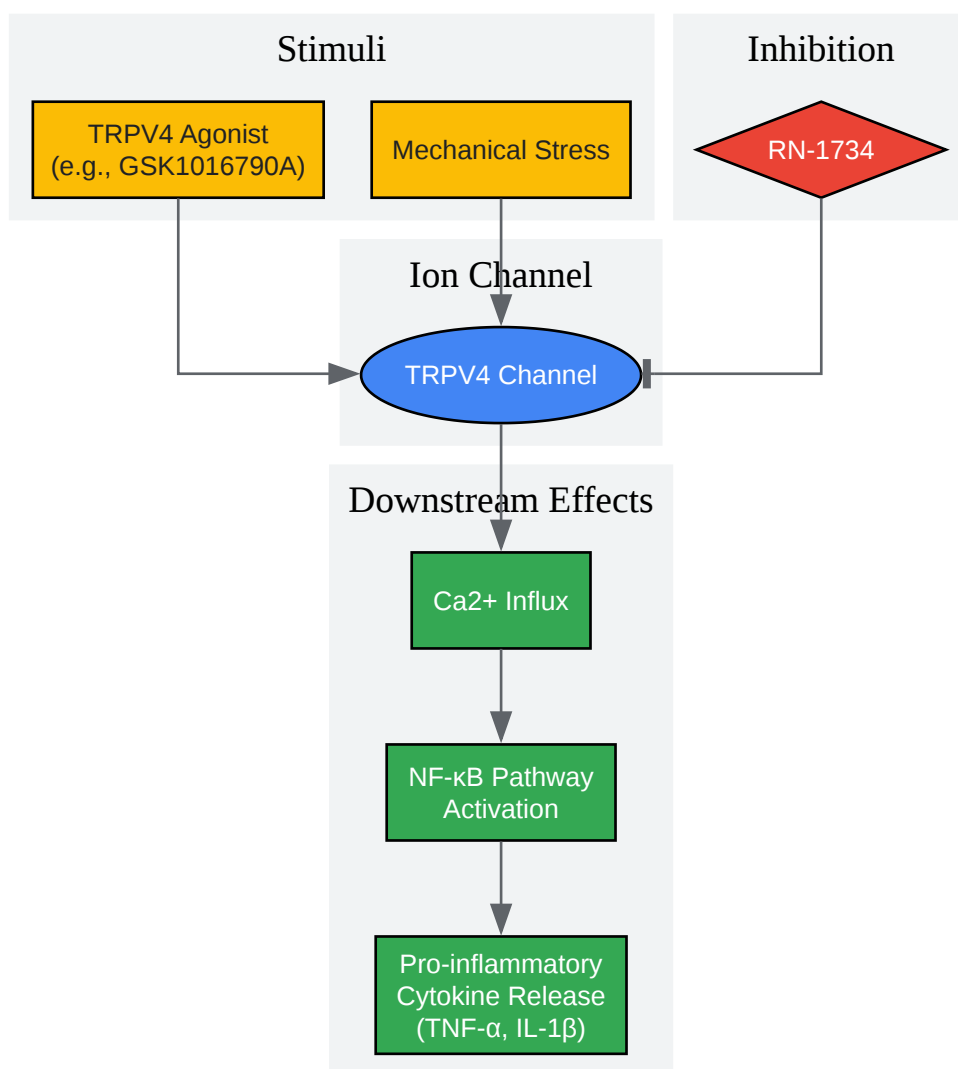 Stimuli
Inhibition
TRPV4 Agonist
(e.g., GSK1016790A)
Mechanical Stress
RN-1734
Ion Channel
TRPV4 Channel
Downstream Effects
Ca2+ Influx
NF-κB Pathway
Activation
Pro-inflammatory
Cytokine Release
(TNF-α, IL-1β)